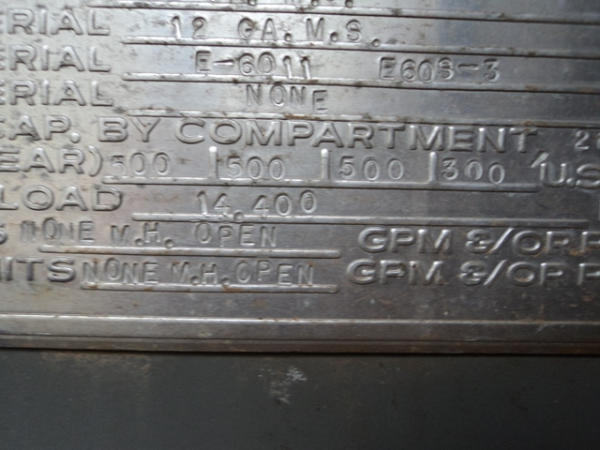 ERIAL 12 GA. M.S.
ERIAL E-6011 E60S-3
ERIAL NONE
CAP. BY COMPARTMENT,
EAR) 500 500 500 300 U.S
LOAD 14,400
S NONE M.H. OPEN GPM &/OR P
ITS NONE M.H. OPEN GPM &/OR P